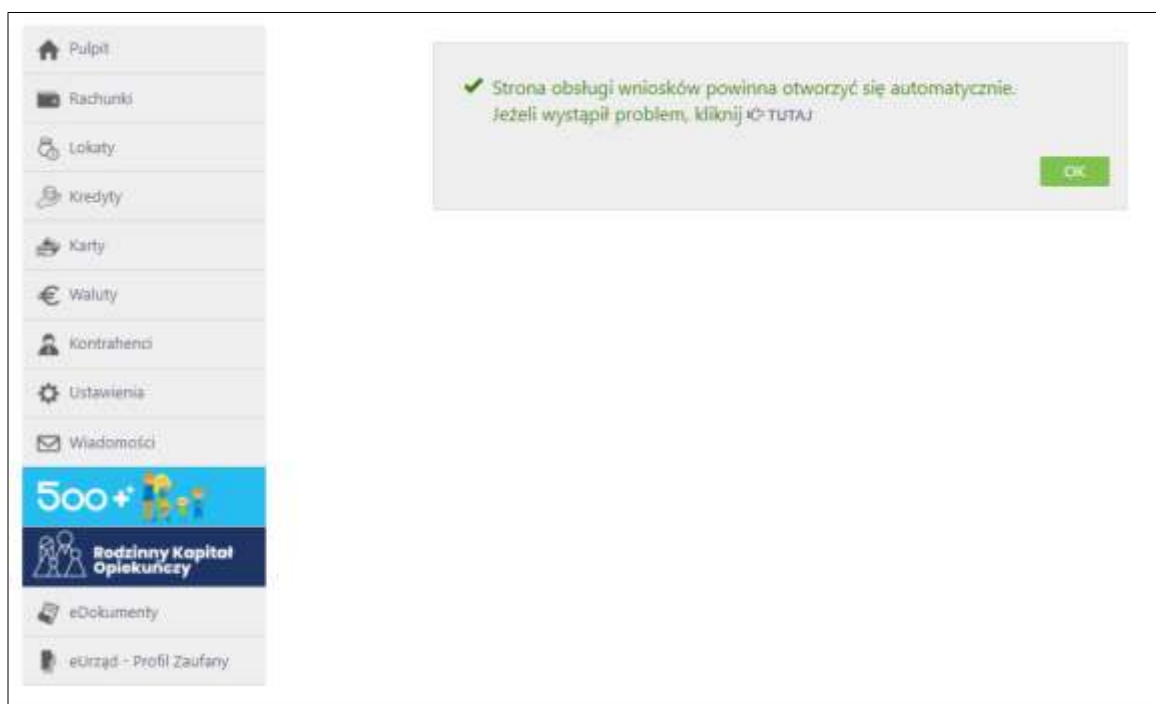 Pulpit
Rachunki
Lokaty
Kredyty
Karty
Waluty
Kontrahenci
Ustawienia
Wiadomości
500+
Rodzinny Kapitał
Opiekuńczy
eDokumenty
eUrząd - Profil Zaufany
Strona obsługi wniosków powinna otworzyć się automatycznie.
Jeżeli wystąpił problem, kliknij TUTAJ
OK